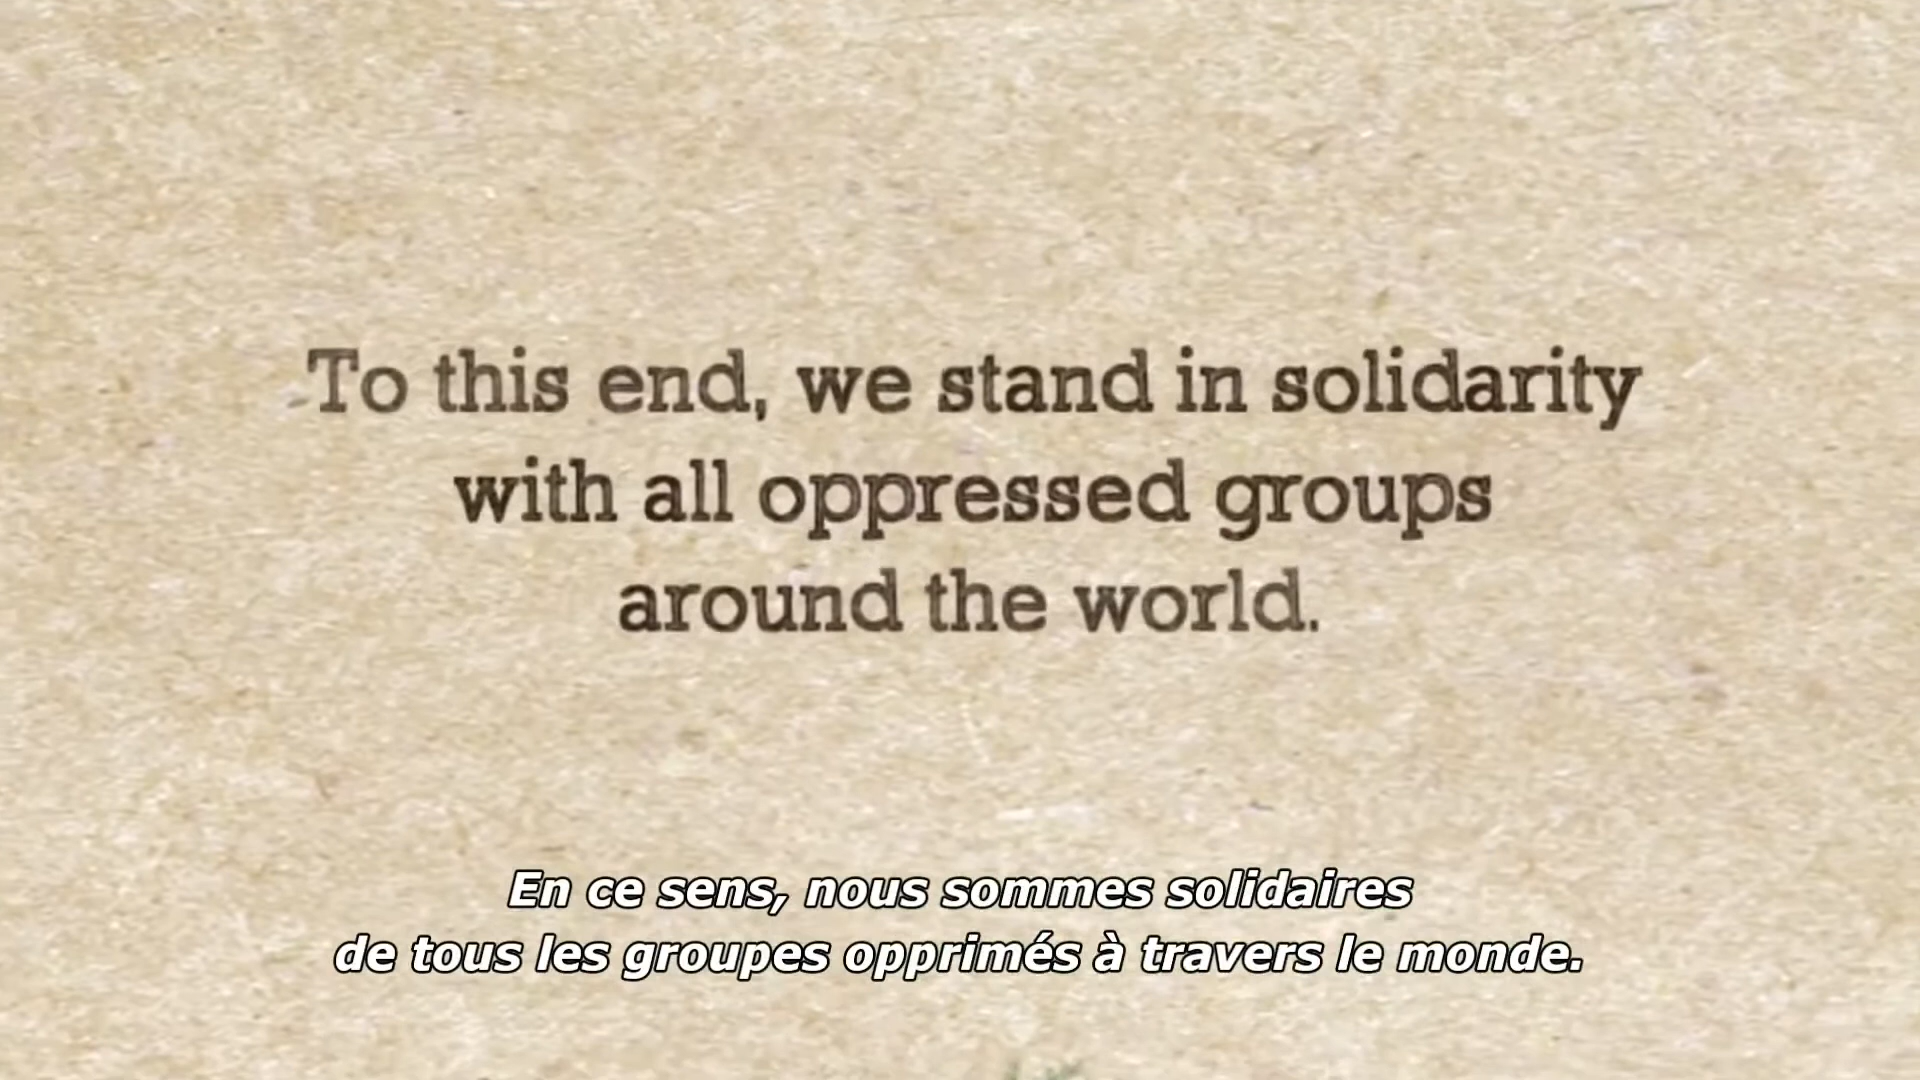 To this end, we stand in solidarity
with all oppressed groups
around the world.
En ce sens, nous sommes solidaires
de tous les groupes opprimés à travers le monde.